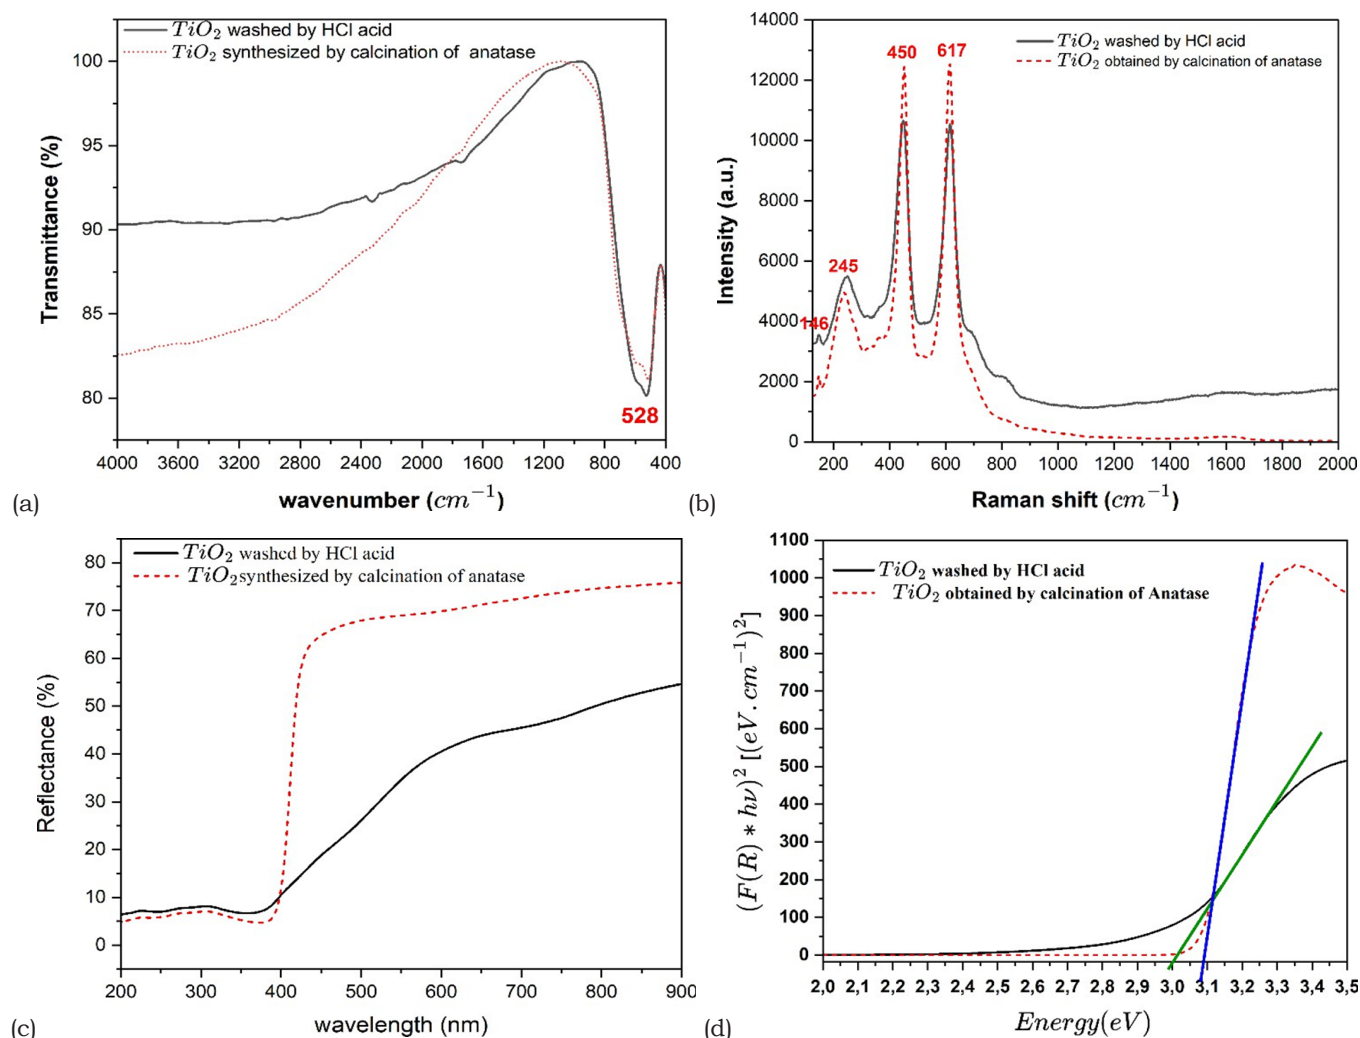 TiO₂ washed by HCl acid
TiO₂ synthesized by calcination of anatase
Transmittance (%)
100
95
90
85
80
528
4000 3600 3200 2800 2400 2000 1600 1200 800 400
wavenumber (cm⁻¹)
(a)
14000
12000
10000
8000
6000
4000
2000
0
Intensity (a.u.)
TiO₂ washed by HCl acid
TiO₂ obtained by calcination of anatase
450 617
245
146
200 400 600 800 1000 1200 1400 1600 1800 2000
Raman shift (cm⁻¹)
(b)
TiO₂ washed by HCl acid
TiO₂ synthesized by calcination of anatase
Reflectance (%)
80
70
60
50
40
30
20
10
0
200 300 400 500 600 700 800 900
wavelength (nm)
(c)
1100
1000
900
800
700
600
500
400
300
200
100
0
(F(R) * hν)² [(eV.cm⁻¹)²]
TiO₂ washed by HCl acid
TiO₂ obtained by calcination of Anatase
2,0 2,1 2,2 2,3 2,4 2,5 2,6 2,7 2,8 2,9 3,0 3,1 3,2 3,3 3,4 3,5
Energy(eV)
(d)